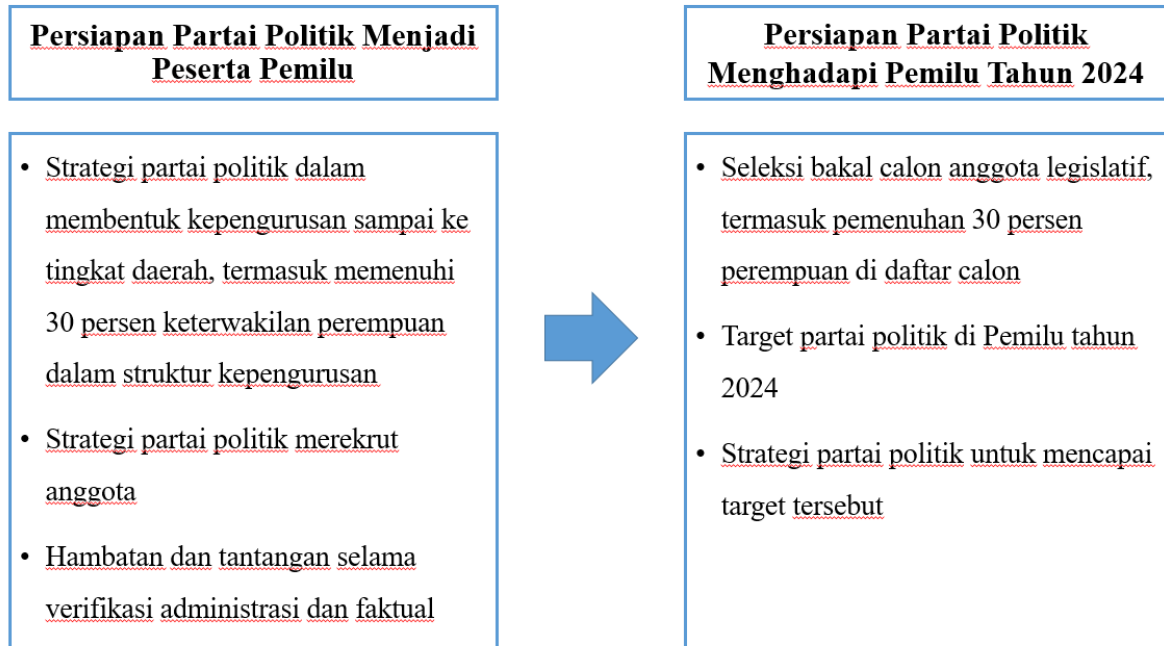 Persiapan Partai Politik Menjadi
Peserta Pemilu
• Strategi partai politik dalam
membentuk kepengurusan sampai ke
tingkat daerah, termasuk memenuhi
30 persen keterwakilan perempuan
dalam struktur kepengurusan
• Strategi partai politik merekrut
anggota
• Hambatan dan tantangan selama
verifikasi administrasi dan faktual
Persiapan Partai Politik
Menghadapi Pemilu Tahun 2024
• Seleksi bakal calon anggota legislatif,
termasuk pemenuhan 30 persen
perempuan di daftar calon
• Target partai politik di Pemilu tahun
2024
• Strategi partai politik untuk mencapai
target tersebut